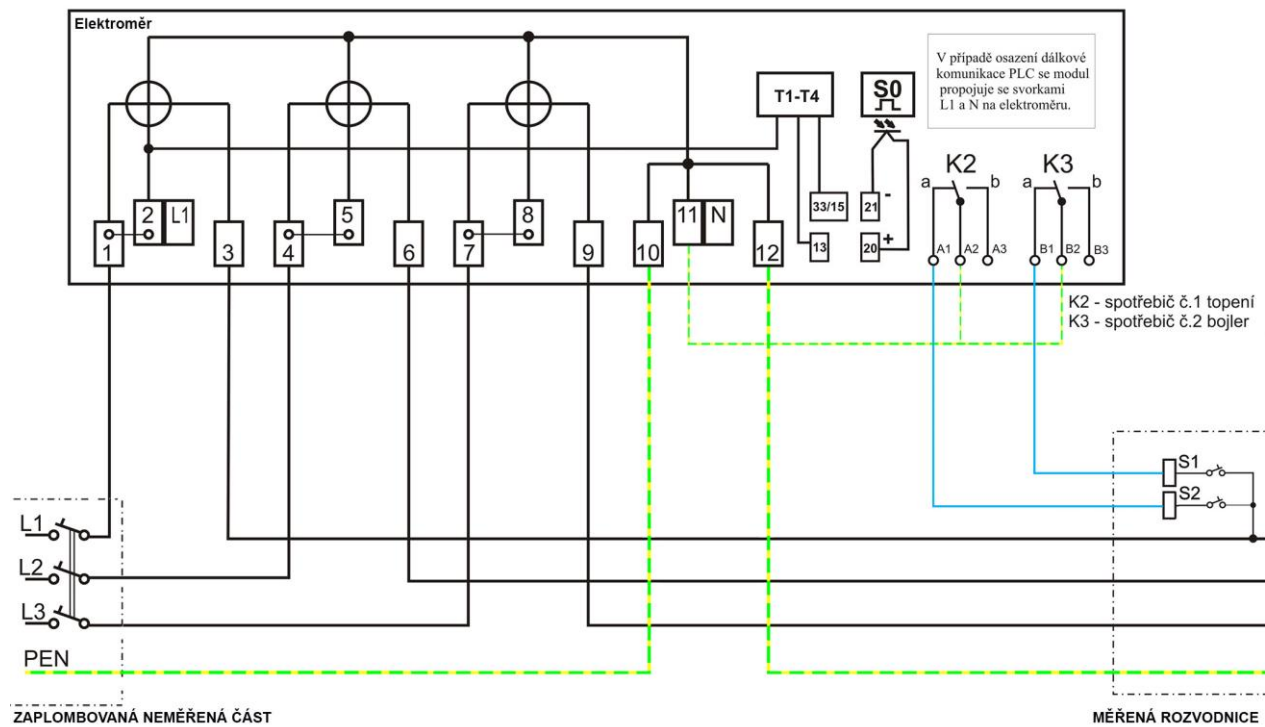 Elektroměr
V případě osazení dálkové
komunikace PLC se modul
propojuje se svorkami
L1 a N na elektroměru.
T1-T4
S0
K2
K3
a
b
a
b
1
2
L1
3
4
5
6
7
8
9
10
11
N
12
33/15
13
21
-
20
+
A1
A2
A3
B1
B2
B3
K2 - spotřebič č.1 topení
K3 - spotřebič č.2 bojler
S1
S2
L1
L2
L3
PEN
ZAPLOMBOVANÁ NEMĚŘENÁ ČÁST
MĚŘENÁ ROZVODNICE